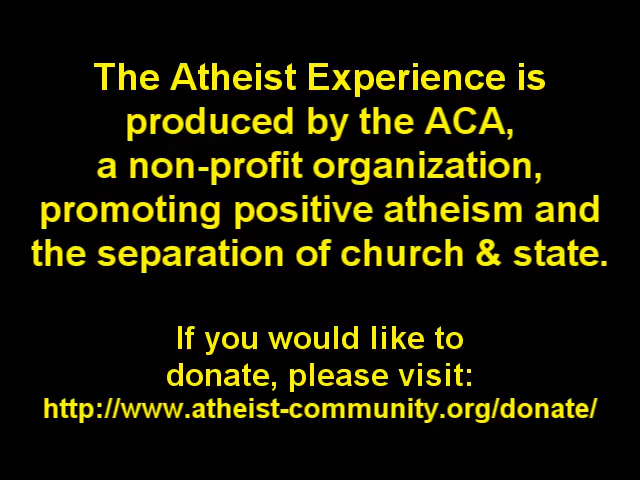 The Atheist Experience is
produced by the ACA,
a non-profit organization,
promoting positive atheism and
the separation of church & state.
If you would like to
donate, please visit:
http://www.atheist-community.org/donate/